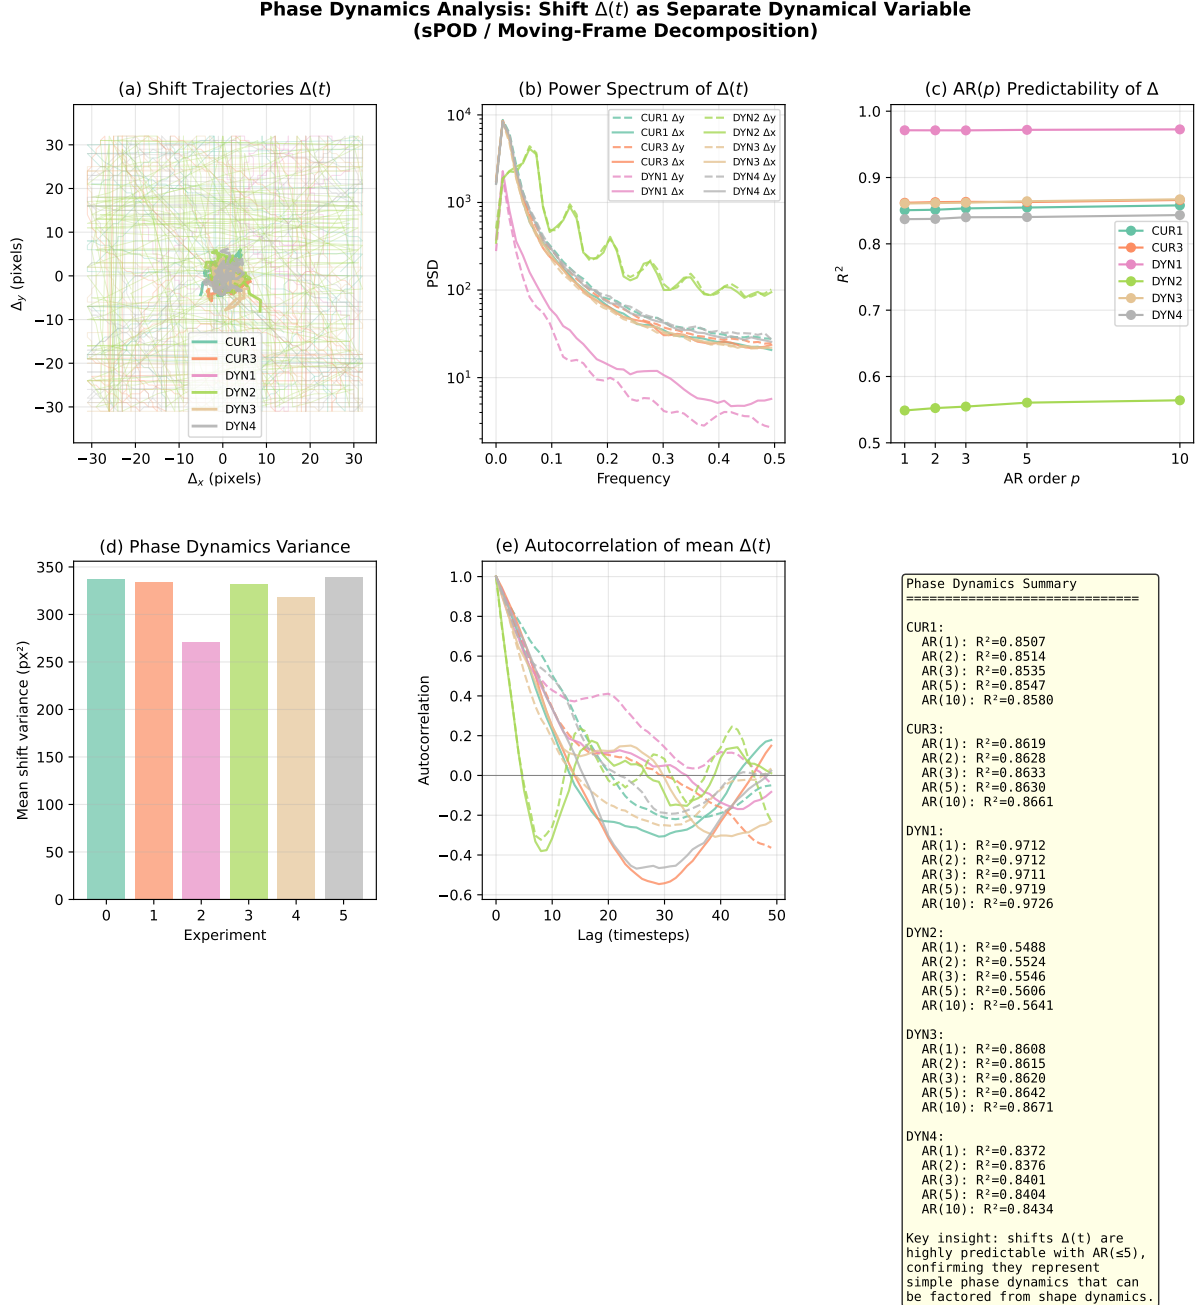 Phase Dynamics Analysis: Shift Δ(t) as Separate Dynamical Variable
(sPOD / Moving-Frame Decomposition)
(a) Shift Trajectories Δ(t)
Δy (pixels)
30
20
10
0
−10
−20
−30
−30 −20 −10 0 10 20 30
Δx (pixels)
CUR1
CUR3
DYN1
DYN2
DYN3
DYN4
(b) Power Spectrum of Δ(t)
PSD
10⁴
10³
10²
10¹
0.0 0.1 0.2 0.3 0.4 0.5
Frequency
CUR1 Δy
CUR1 Δx
CUR3 Δy
CUR3 Δx
DYN1 Δy
DYN1 Δx
DYN2 Δy
DYN2 Δx
DYN3 Δy
DYN3 Δx
DYN4 Δy
DYN4 Δx
(c) AR(p) Predictability of Δ
R²
1.0
0.9
0.8
0.7
0.6
0.5
1 2 3 5 10
AR order p
CUR1
CUR3
DYN1
DYN2
DYN3
DYN4
(d) Phase Dynamics Variance
Mean shift variance (px²)
350
300
250
200
150
100
50
0
0 1 2 3 4 5
Experiment
(e) Autocorrelation of mean Δ(t)
Autocorrelation
1.0
0.8
0.6
0.4
0.2
0.0
−0.2
−0.4
−0.6
0 10 20 30 40 50
Lag (timesteps)
Phase Dynamics Summary
==============================
CUR1:
AR(1): R²=0.8507
AR(2): R²=0.8514
AR(3): R²=0.8535
AR(5): R²=0.8547
AR(10): R²=0.8580
CUR3:
AR(1): R²=0.8619
AR(2): R²=0.8628
AR(3): R²=0.8633
AR(5): R²=0.8630
AR(10): R²=0.8661
DYN1:
AR(1): R²=0.9712
AR(2): R²=0.9712
AR(3): R²=0.9711
AR(5): R²=0.9719
AR(10): R²=0.9726
DYN2:
AR(1): R²=0.5488
AR(2): R²=0.5524
AR(3): R²=0.5546
AR(5): R²=0.5606
AR(10): R²=0.5641
DYN3:
AR(1): R²=0.8608
AR(2): R²=0.8615
AR(3): R²=0.8620
AR(5): R²=0.8642
AR(10): R²=0.8671
DYN4:
AR(1): R²=0.8372
AR(2): R²=0.8376
AR(3): R²=0.8401
AR(5): R²=0.8404
AR(10): R²=0.8434
Key insight: shifts Δ(t) are
highly predictable with AR(≤5),
confirming they represent
simple phase dynamics that can
be factored from shape dynamics.